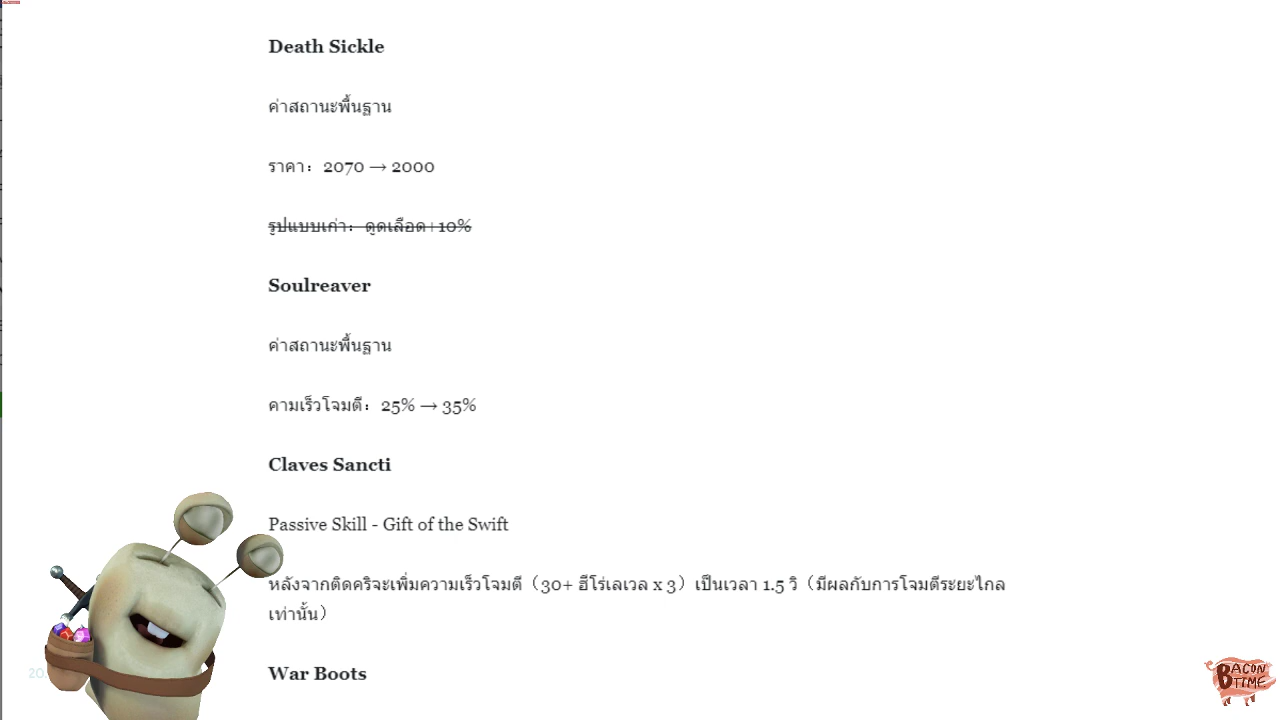 Death Sickle
ค่าสถานะพื้นฐาน
ราคา： 2070 → 2000
รูปแบบเก่า： ดูดเลือด+10%
Soulreaver
ค่าสถานะพื้นฐาน
คามเร็วโจมตี： 25% → 35%
Claves Sancti
Passive Skill - Gift of the Swift
หลังจากติดคริจะเพิ่มความเร็วโจมตี（30+ ฮีโร่เลเวล x 3）เป็นเวลา 1.5 วิ（มีผลกับการโจมตีระยะไกล
เท่านั้น）
War Boots
20
BACON
TIME